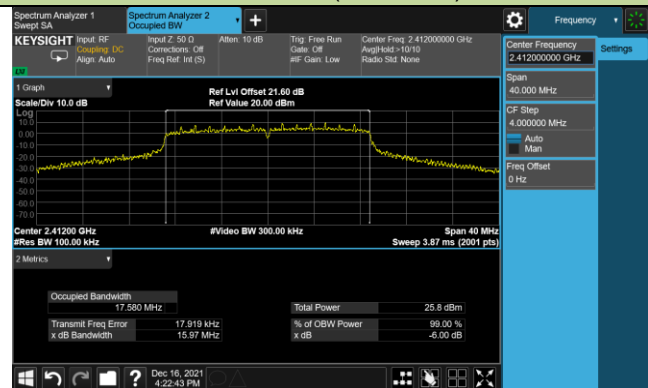 Spectrum Analyzer 1
Swept SA
Spectrum Analyzer 2
Occupied BW
Frequency
KEYSIGHT
Input: RF
Coupling: DC
Align: Auto
Input Z: 50 Ω
Corrections: Off
Freq Ref: Int (S)
Atten: 10 dB
Trig: Free Run
Gate: Off
#IF Gain: Low
Center Freq: 2.412000000 GHz
Avg|Hold:>10/10
Radio Std: None
Center Frequency
2.412000000 GHz
Settings
Span
40.000 MHz
CF Step
4.000000 MHz
Auto
Man
Freq Offset
0 Hz
1 Graph
Scale/Div 10.0 dB
Ref Lvl Offset 21.60 dB
Ref Value 20.00 dBm
Log
10.0
0.00
-10.0
-20.0
-30.0
-40.0
-50.0
-60.0
-70.0
Center 2.41200 GHz
#Res BW 100.00 kHz
#Video BW 300.00 kHz
Span 40 MHz
Sweep 3.87 ms (2001 pts)
2 Metrics
Occupied Bandwidth
17.580 MHz
Total Power 25.8 dBm
Transmit Freq Error 17.919 kHz
% of OBW Power 99.00 %
x dB Bandwidth 15.97 MHz
x dB -6.00 dB
Dec 16, 2021
4:22:43 PM